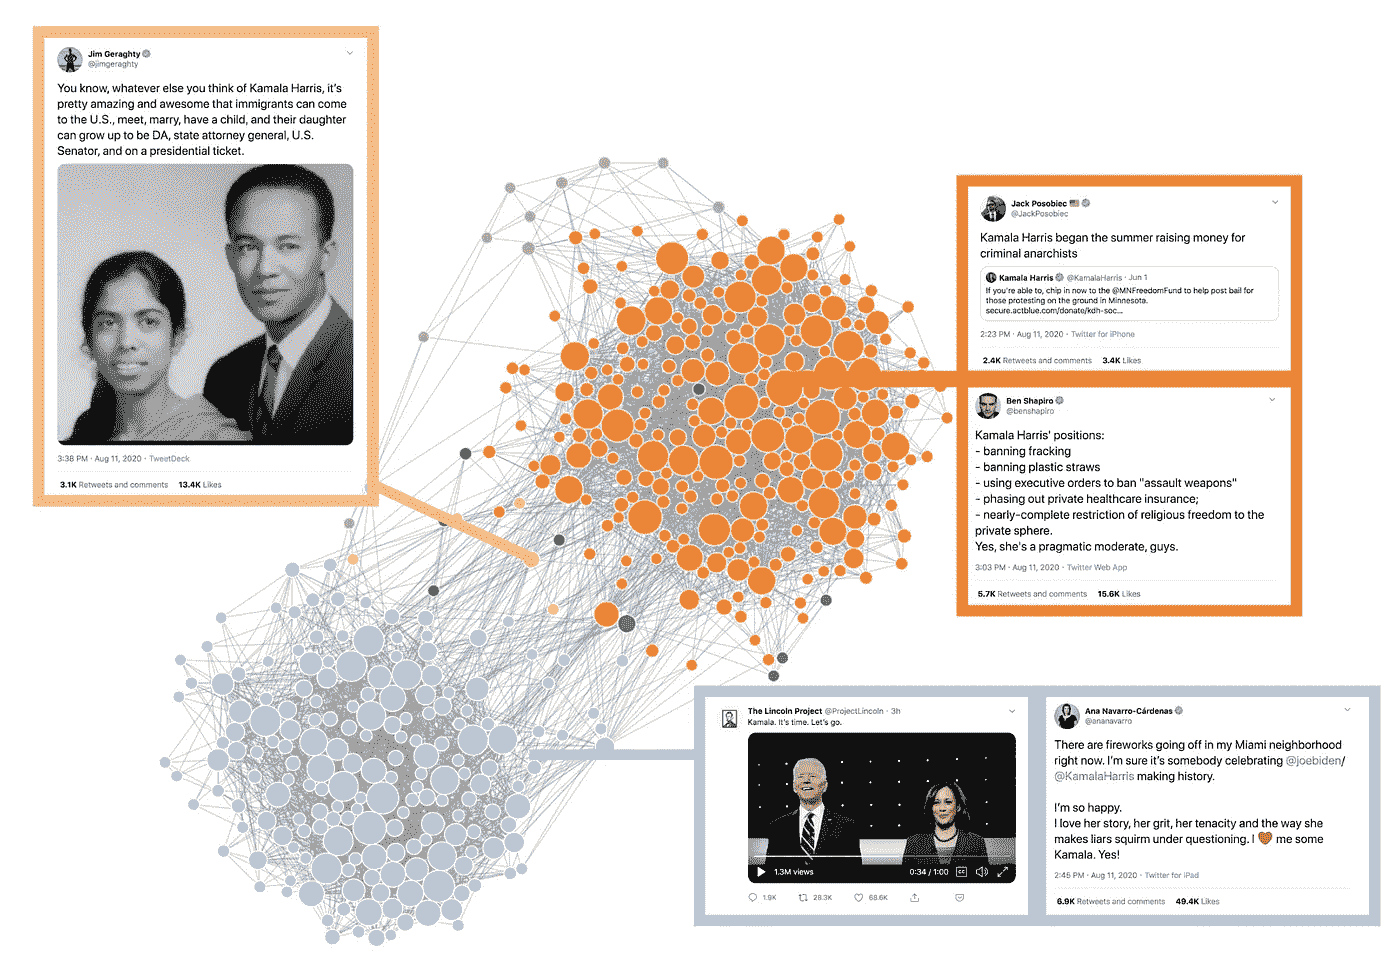 Jim Geraghty
@jimgeraghty
You know, whatever else you think of Kamala Harris, it's
pretty amazing and awesome that immigrants can come
to the U.S., meet, marry, have a child, and their daughter
can grow up to be DA, state attorney general, U.S.
Senator, and on a presidential ticket.
3:38 PM · Aug 11, 2020 · TweetDeck
3.1K Retweets and comments 13.4K Likes
Jack Posobiec
@JackPosobiec
Kamala Harris began the summer raising money for
criminal anarchists
Kamala Harris @KamalaHarris · Jun 1
If you're able to, chip in now to the @MNFreedomFund to help post bail for
those protesting on the ground in Minnesota.
secure.actblue.com/donate/kdh-soc...
2:23 PM · Aug 11, 2020 · Twitter for iPhone
2.4K Retweets and comments 3.4K Likes
Ben Shapiro
@benshapiro
Kamala Harris' positions:
- banning fracking
- banning plastic straws
- using executive orders to ban "assault weapons"
- phasing out private healthcare insurance;
- nearly-complete restriction of religious freedom to the
private sphere.
Yes, she's a pragmatic moderate, guys.
3:03 PM · Aug 11, 2020 · Twitter Web App
5.7K Retweets and comments 15.6K Likes
The Lincoln Project @ProjectLincoln · 3h
Kamala. It's time. Let's go.
1.3M views 0:34 / 1:00
1.9K 28.3K 68.6K
Ana Navarro-Cárdenas
@ananavarro
There are fireworks going off in my Miami neighborhood
right now. I'm sure it's somebody celebrating @joebiden/
@KamalaHarris making history.
I'm so happy.
I love her story, her grit, her tenacity and the way she
makes liars squirm under questioning. I 🧡 me some
Kamala. Yes!
2:45 PM · Aug 11, 2020 · Twitter for iPad
6.9K Retweets and comments 49.4K Likes